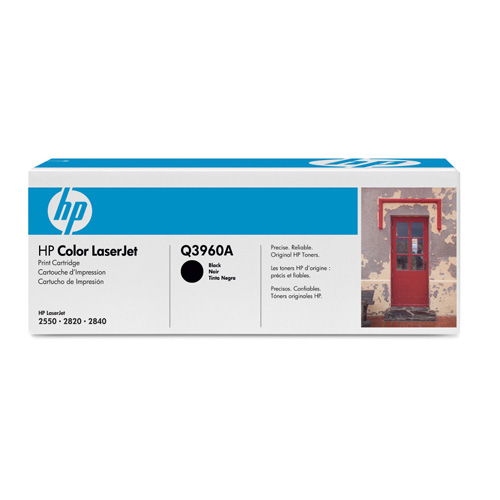 hp
HP Color LaserJet
Print Cartridge
Cartouche d'Impression
Cartucho de Impresión
HP LaserJet
2550 • 2820 • 2840
Q3960A
Black
Noir
Tinta Negra
Precise. Reliable.
Original HP Toners.
Les toners HP d'origine :
précis et fiables.
Precisos. Confiables.
Tóners originales HP.